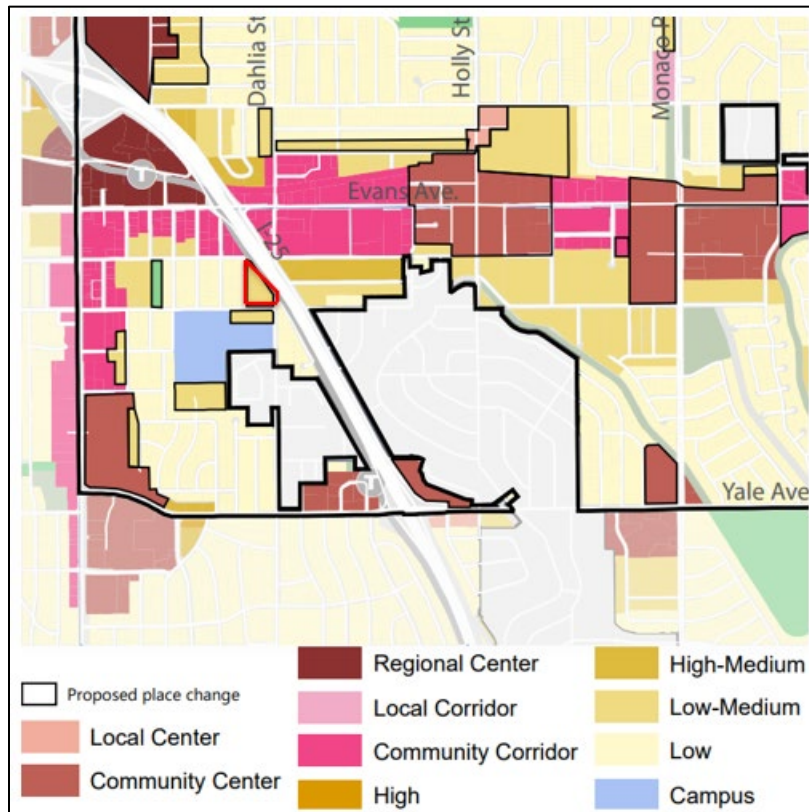 Dahlia St
Holly St
Monaco P
Evans Ave.
I-25
T
T
Yale Ave
Proposed place change
Local Center
Community Center
Regional Center
Local Corridor
Community Corridor
High
High-Medium
Low-Medium
Low
Campus